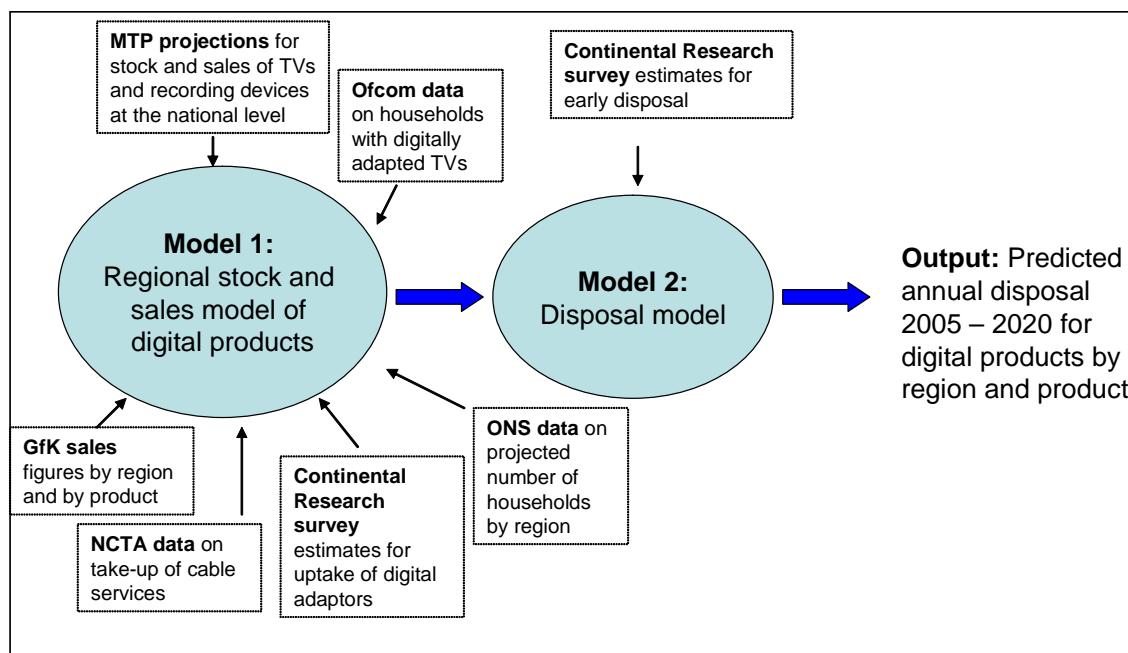 MTP projections for
stock and sales of TVs
and recording devices
at the national level
Ofcom data
on households
with digitally
adapted TVs
Continental Research
survey estimates for
early disposal
Model 1:
Regional stock and
sales model of
digital products
Model 2:
Disposal model
Output: Predicted
annual disposal
2005 – 2020 for
digital products by
region and product
GfK sales
figures by region
and by product
NCTA data on
take-up of cable
services
Continental
Research
survey
estimates for
uptake of digital
adaptors
ONS data on
projected
number of
households
by region